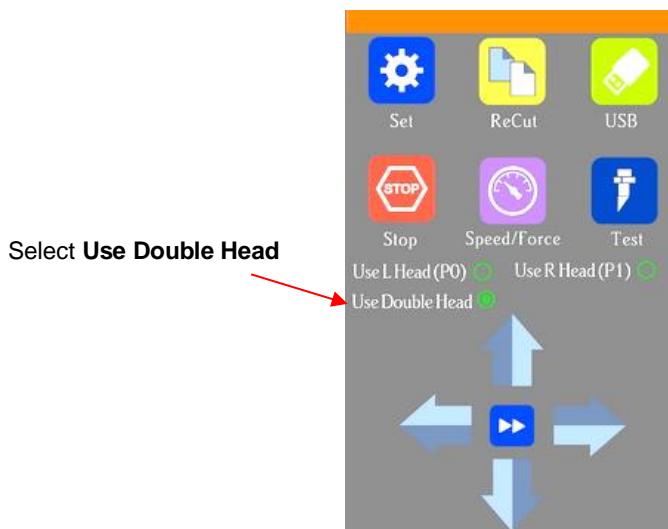 Set ReCut USB
STOP
Stop Speed/Force Test
Select Use Double Head
Use L Head (P0) Use R Head (P1)
Use Double Head